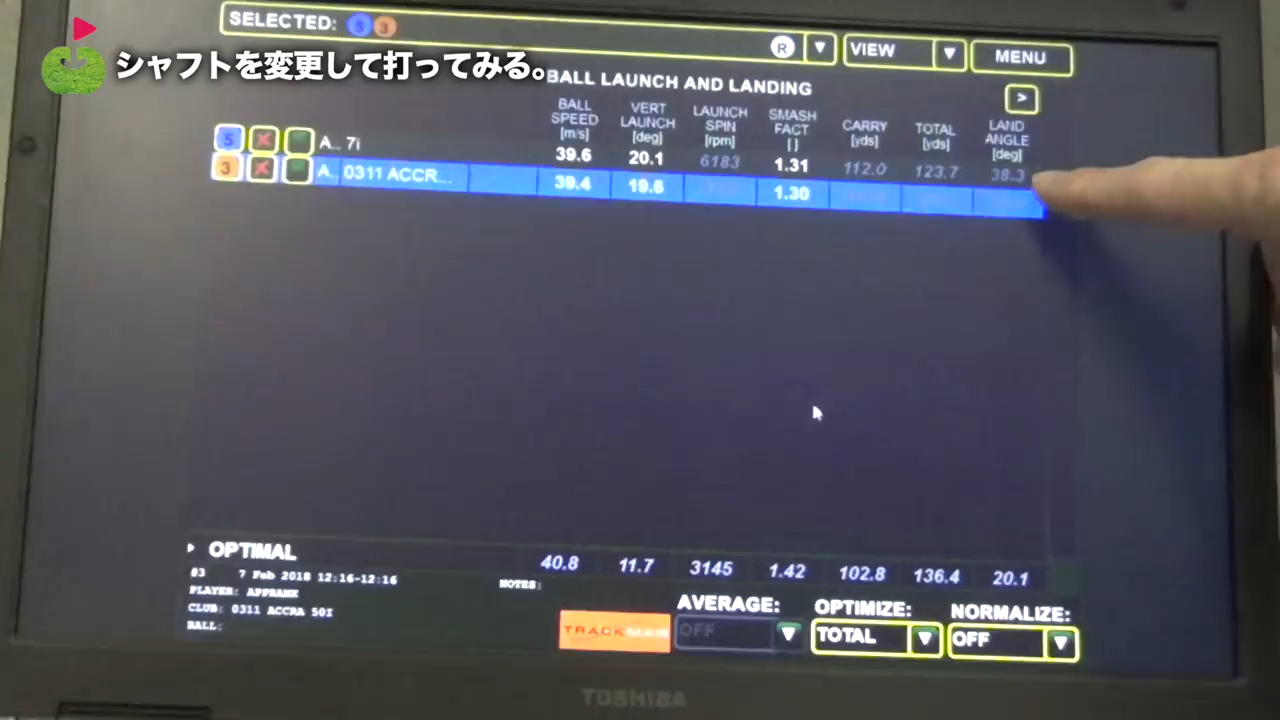 SELECTED: 5 3
R VIEW MENU
シャフトを変更して打ってみる。
BALL LAUNCH AND LANDING >
BALL SPEED [m/s] VERT LAUNCH [deg] LAUNCH SPIN [rpm] SMASH FACT [ ] CARRY [yds] TOTAL [yds] LAND ANGLE [deg]
5 A.. 7i 39.6 20.1 6183 1.31 112.0 123.7 38.3
3 A. 0311 ACCR... 39.4 19.6 1.30
OPTIMAL 40.8 11.7 3145 1.42 102.8 136.4 20.1
#3 7 Feb 2018 12:16-12:16
PLAYER: APPRANK
CLUB: 0311 ACCRA 50I
BALL:
NOTES:
TRACKMAN
AVERAGE: OPTIMIZE: NORMALIZE:
OFF TOTAL OFF
TOSHIBA